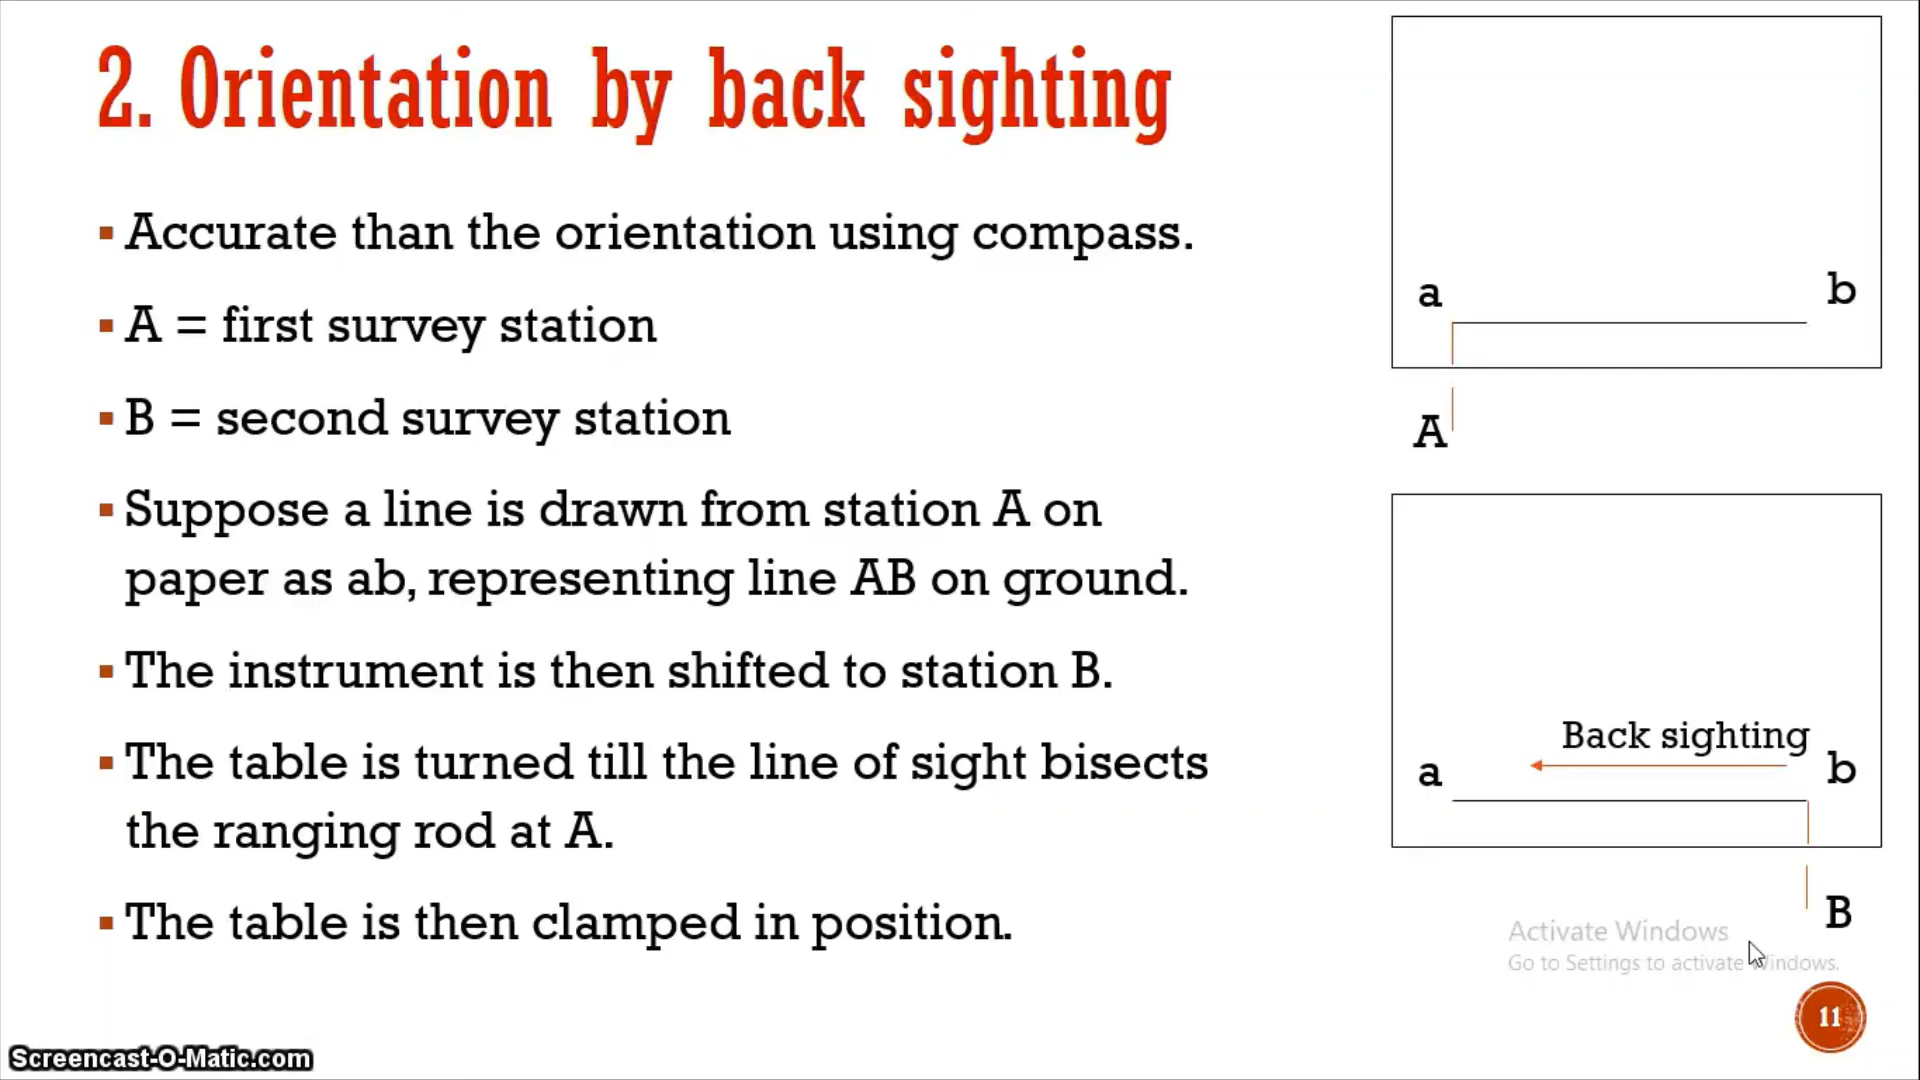 2. Orientation by back sighting
▪ Accurate than the orientation using compass.
▪ A = first survey station
▪ B = second survey station
▪ Suppose a line is drawn from station A on
paper as ab, representing line AB on ground.
▪ The instrument is then shifted to station B.
▪ The table is turned till the line of sight bisects
the ranging rod at A.
▪ The table is then clamped in position.
a b
A
Back sighting
a b
B
Activate Windows
Go to Settings to activate Windows.
11
Screencast-O-Matic.com